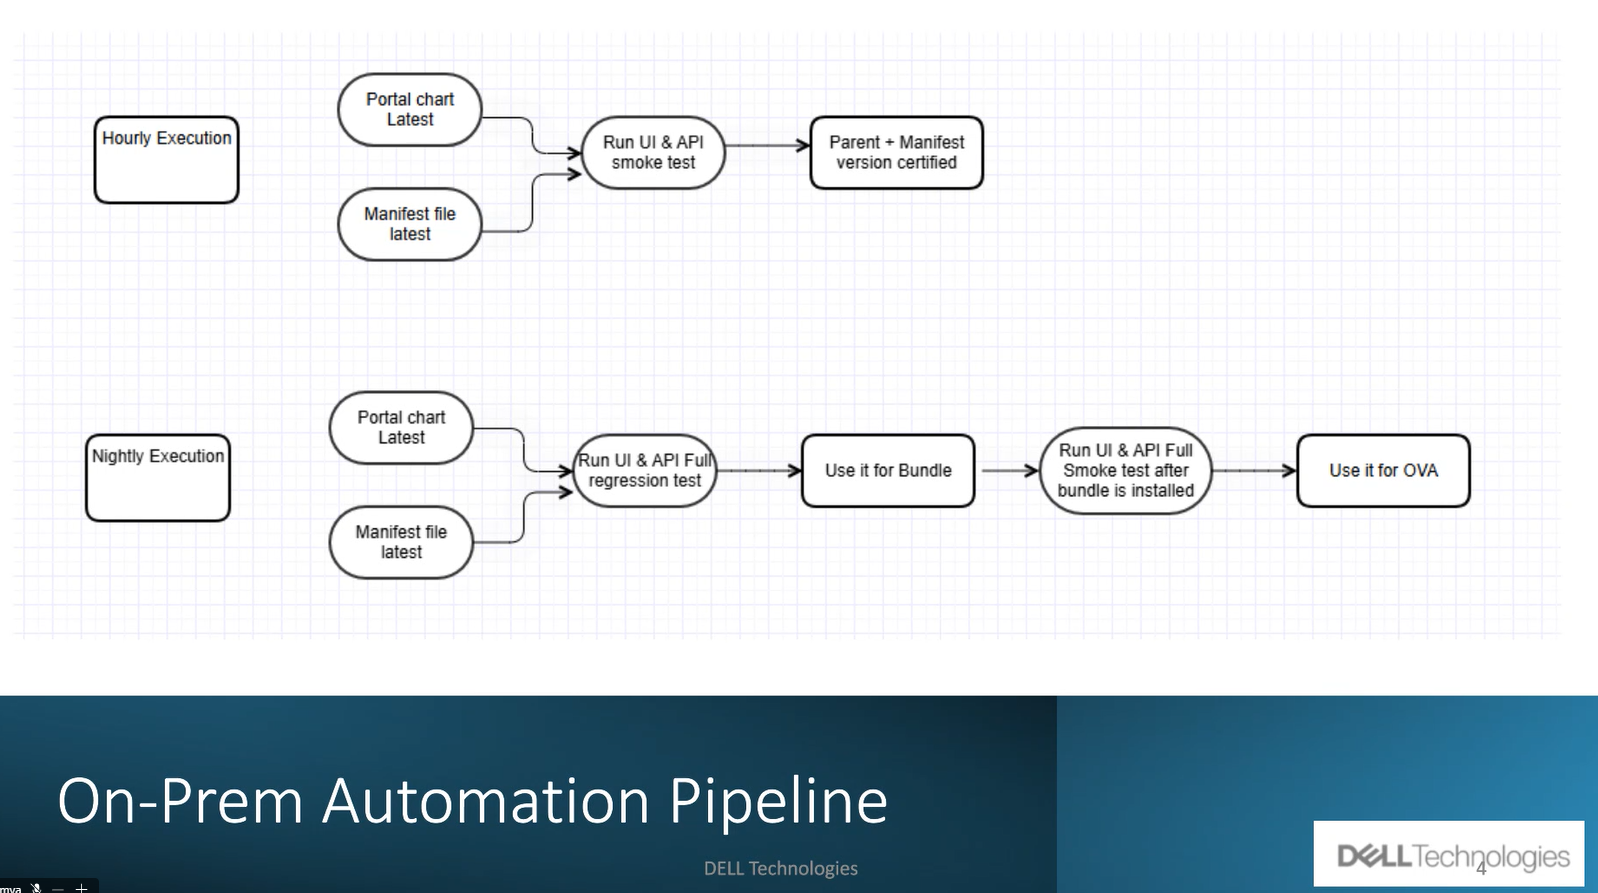 Portal chart
Latest
Hourly Execution
Run UI & API
smoke test
Parent + Manifest
version certified
Manifest file
latest
Portal chart
Latest
Nightly Execution
Run UI & API Full
regression test
Use it for Bundle
Run UI & API Full
Smoke test after
bundle is installed
Use it for OVA
Manifest file
latest
On-Prem Automation Pipeline
DELL Technologies
DELL Technologies
4